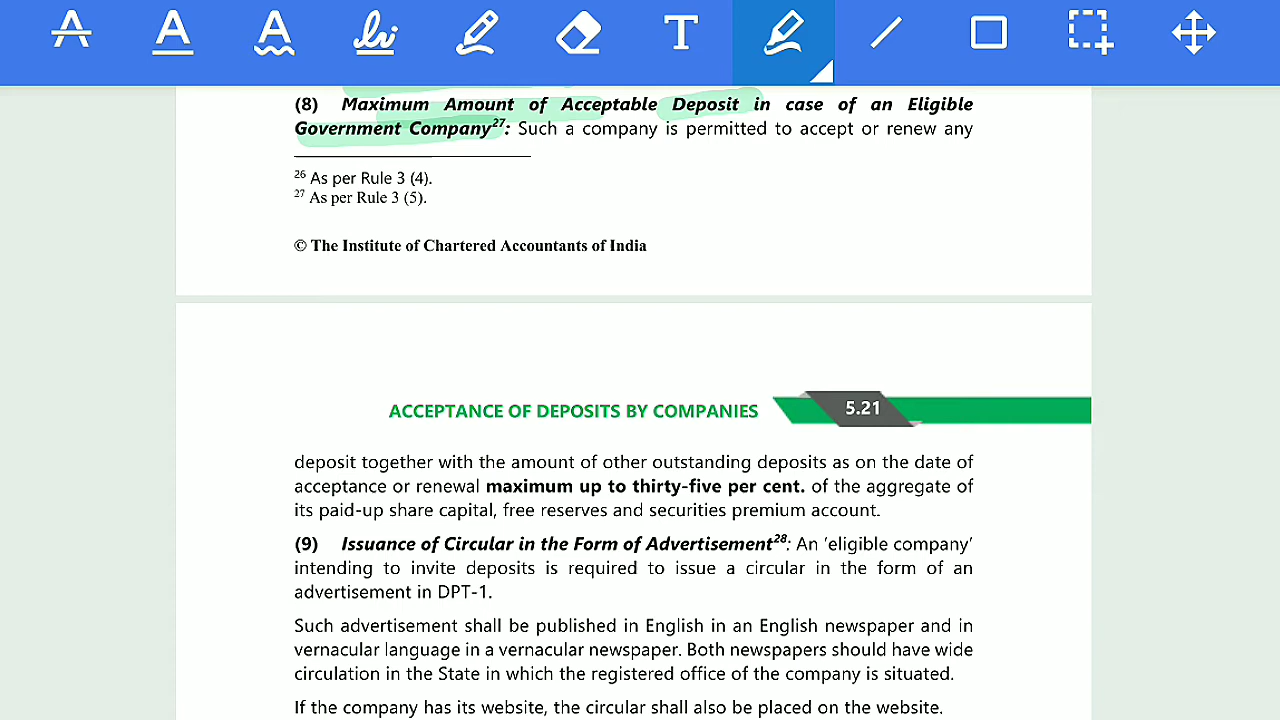 (8) Maximum Amount of Acceptable Deposit in case of an Eligible
Government Company27: Such a company is permitted to accept or renew any
26 As per Rule 3 (4).
27 As per Rule 3 (5).
© The Institute of Chartered Accountants of India
ACCEPTANCE OF DEPOSITS BY COMPANIES 5.21
deposit together with the amount of other outstanding deposits as on the date of
acceptance or renewal maximum up to thirty-five per cent. of the aggregate of
its paid-up share capital, free reserves and securities premium account.
(9) Issuance of Circular in the Form of Advertisement28: An 'eligible company'
intending to invite deposits is required to issue a circular in the form of an
advertisement in DPT-1.
Such advertisement shall be published in English in an English newspaper and in
vernacular language in a vernacular newspaper. Both newspapers should have wide
circulation in the State in which the registered office of the company is situated.
If the company has its website, the circular shall also be placed on the website.